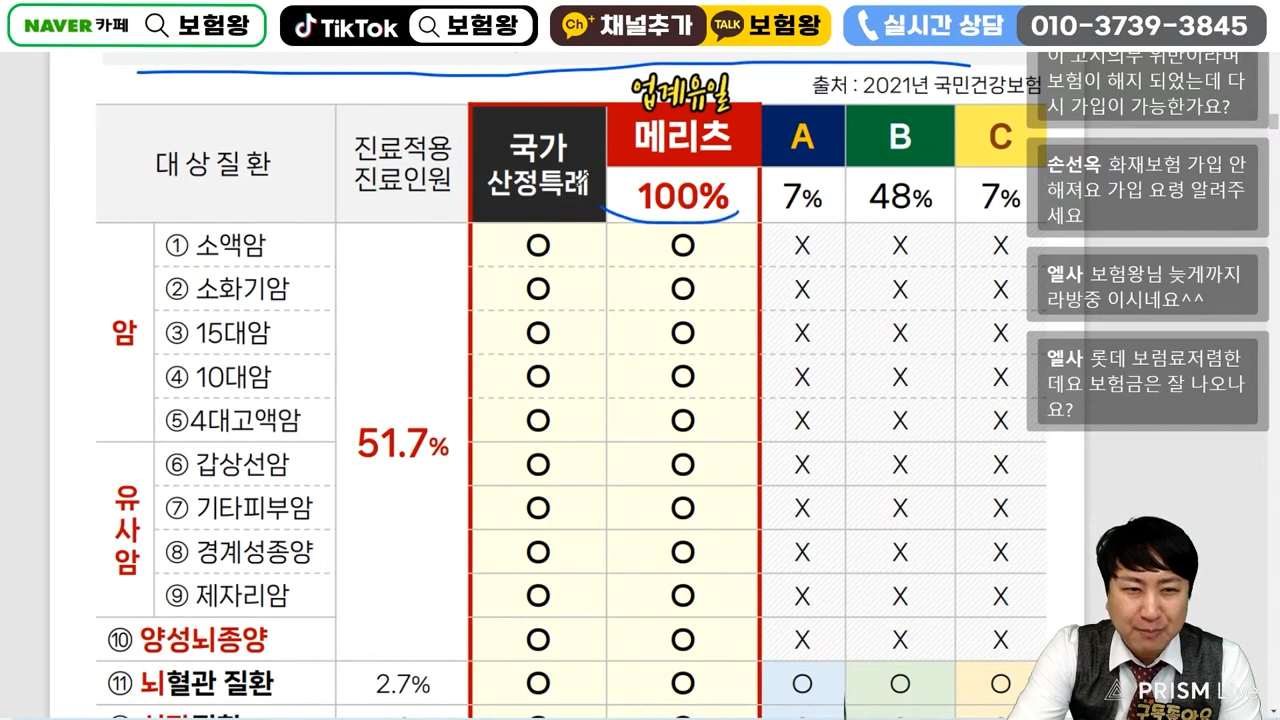 NAVER 카페 보험왕
TikTok 보험왕
Ch+ 채널추가 TALK 보험왕
실시간 상담 010-3739-3845
이 고지의무 위반이라며
보험이 해지 되었는데 다
시 가입이 가능한가요?
출처 : 2021년 국민건강보험
업계유일
대상질환
진료적용
진료인원
국가
산정특례
메리츠
100%
A
7%
B
48%
C
7%
손선옥 화재보험 가입 안
해져요 가입 요령 알려주
세요
엘사 보험왕님 늦게까지
라방중 이시네요^^
엘사 롯데 보험료저렴한
데요 보험금은 잘 나오나
요?
암
51.7%
① 소액암 O O X X X
② 소화기암 O O X X X
③ 15대암 O O X X X
④ 10대암 O O X X X
⑤4대고액암 O O X X X
유사암
⑥ 갑상선암 O O X X X
⑦ 기타피부암 O O X X X
⑧ 경계성종양 O O X X X
⑨ 제자리암 O O X X X
⑩ 양성뇌종양 O O X X X
⑪ 뇌혈관 질환 2.7% O O O O O
PRISM Live